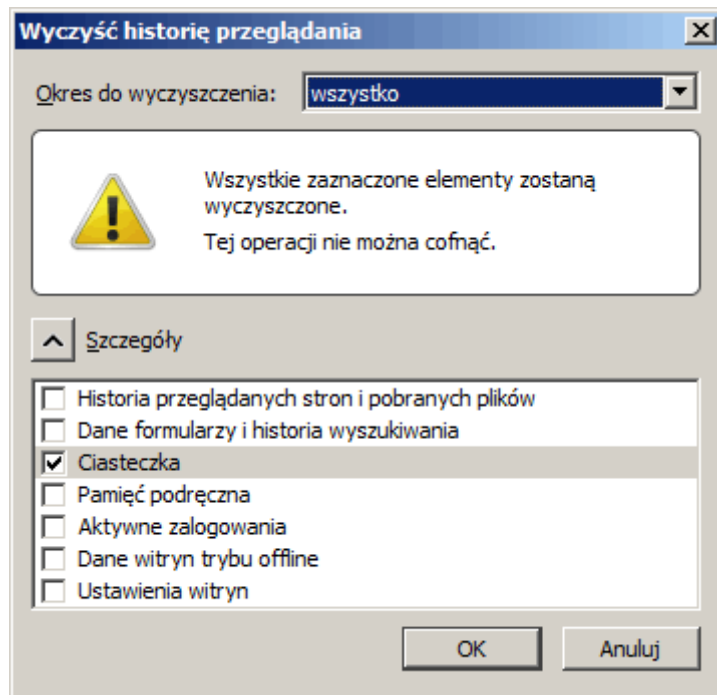 Wyczyść historię przeglądania
Okres do wyczyszczenia: wszystko
Wszystkie zaznaczone elementy zostaną
wyczyszczone.
Tej operacji nie można cofnąć.
Szczegóły
Historia przeglądanych stron i pobranych plików
Dane formularzy i historia wyszukiwania
Ciasteczka
Pamięć podręczna
Aktywne zalogowania
Dane witryn trybu offline
Ustawienia witryn
OK Anuluj